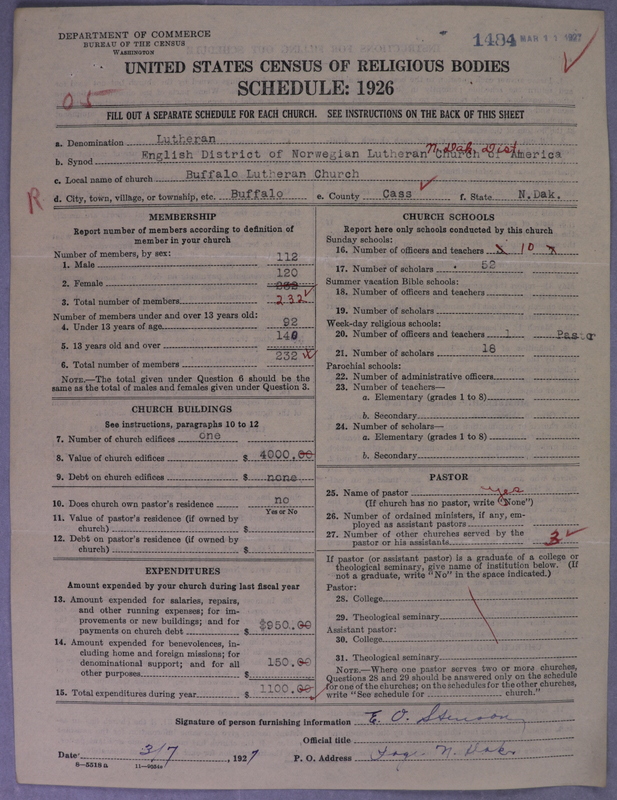 DEPARTMENT OF COMMERCE
BUREAU OF THE CENSUS
WASHINGTON
1484 MAR 11 1927
UNITED STATES CENSUS OF RELIGIOUS BODIES
SCHEDULE: 1926
05
FILL OUT A SEPARATE SCHEDULE FOR EACH CHURCH. SEE INSTRUCTIONS ON THE BACK OF THIS SHEET
a. Denomination Lutheran
N. Dak. Dist
b. Synod English District of Norwegian Lutheran Church of America
c. Local name of church Buffalo Lutheran Church
R
d. City, town, village, or township, etc. Buffalo e. County Cass f. State N.Dak.
MEMBERSHIP
Report number of members according to definition of
member in your church
Number of members, by sex:
1. Male 112
2. Female 120
3. Total number of members 232
Number of members under and over 13 years old:
4. Under 13 years of age 92
5. 13 years old and over 140
6. Total number of members 232
NOTE.—The total given under Question 6 should be the
same as the total of males and females given under Question 3.
CHURCH BUILDINGS
See instructions, paragraphs 10 to 12
7. Number of church edifices one
8. Value of church edifices $ 4000.00
9. Debt on church edifices $ none
10. Does church own pastor's residence no
Yes or No
11. Value of pastor's residence (if owned by
church) $
12. Debt on pastor's residence (if owned by
church) $
EXPENDITURES
Amount expended by your church during last fiscal year
13. Amount expended for salaries, repairs,
and other running expenses; for im-
provements or new buildings; and for
payments on church debt $ $950.00
14. Amount expended for benevolences, in-
cluding home and foreign missions; for
denominational support; and for all
other purposes $ 150.00
15. Total expenditures during year $ 1100.00
CHURCH SCHOOLS
Report here only schools conducted by this church
Sunday schools:
16. Number of officers and teachers x 10 x
17. Number of scholars 52
Summer vacation Bible schools:
18. Number of officers and teachers
19. Number of scholars
Week-day religious schools:
20. Number of officers and teachers 1 Pastor
21. Number of scholars 18
Parochial schools:
22. Number of administrative officers
23. Number of teachers—
a. Elementary (grades 1 to 8)
b. Secondary
24. Number of scholars—
a. Elementary (grades 1 to 8)
b. Secondary
PASTOR
25. Name of pastor yes
(If church has no pastor, write "None")
26. Number of ordained ministers, if any, em-
ployed as assistant pastors
27. Number of other churches served by the
pastor or his assistants 3
If pastor (or assistant pastor) is a graduate of a college or
theological seminary, give name of institution below. (If
not a graduate, write "No" in the space indicated.)
Pastor:
28. College
29. Theological seminary
Assistant pastor:
30. College
31. Theological seminary
NOTE.—Where one pastor serves two or more churches,
Questions 28 and 29 should be answered only on the schedule
for one of the churches; on the schedules for the other churches,
write "See schedule for church."
Signature of person furnishing information E. O. Stenson
Official title
Date 3/7, 1927 P. O. Address N. Dak.
8—5518a 11—9084a